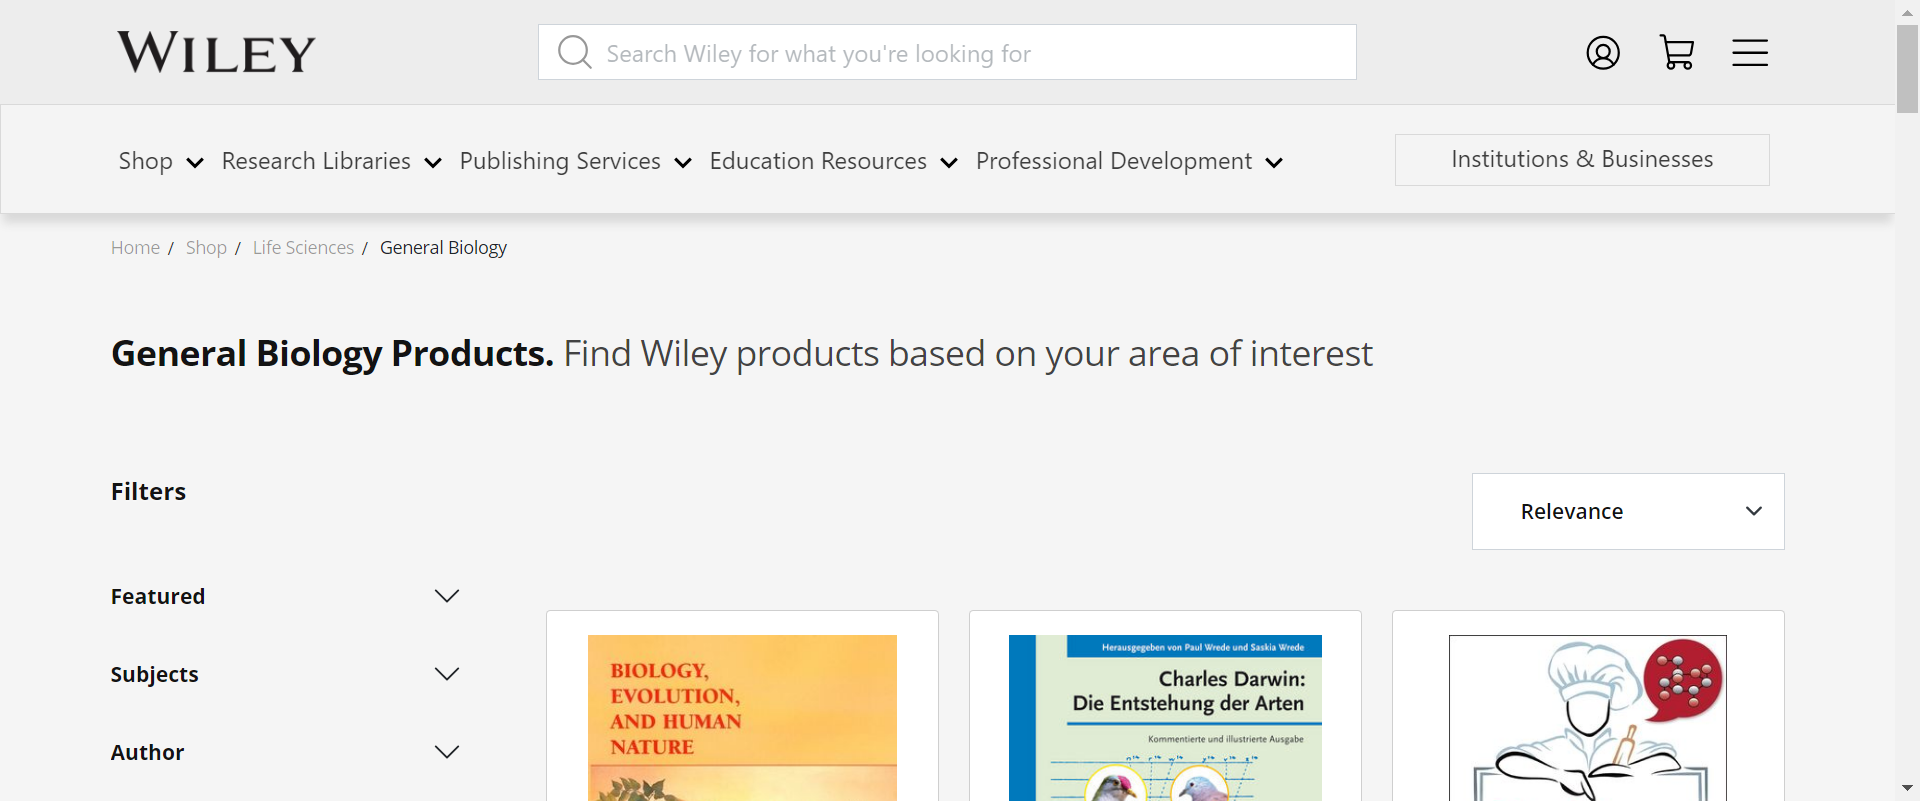 WILEY
Search Wiley for what you're looking for
Shop Research Libraries Publishing Services Education Resources Professional Development Institutions & Businesses
Home / Shop / Life Sciences / General Biology
General Biology Products. Find Wiley products based on your area of interest
Filters
Relevance
Featured
Subjects
Author
BIOLOGY,
EVOLUTION,
AND HUMAN
NATURE
Herausgegeben von Paul Wrede und Saskia Wrede
Charles Darwin:
Die Entstehung der Arten
Kommentierte und illustrierte Ausgabe